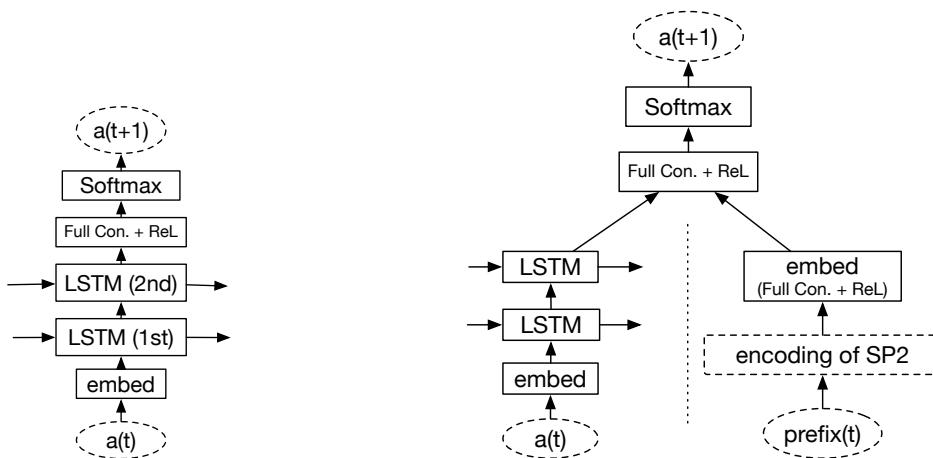 a(t+1)
Softmax
Full Con. + ReL
LSTM (2nd)
LSTM (1st)
embed
a(t)
a(t+1)
Softmax
Full Con. + ReL
LSTM
LSTM
embed
a(t)
embed
(Full Con. + ReL)
encoding of SP2
prefix(t)